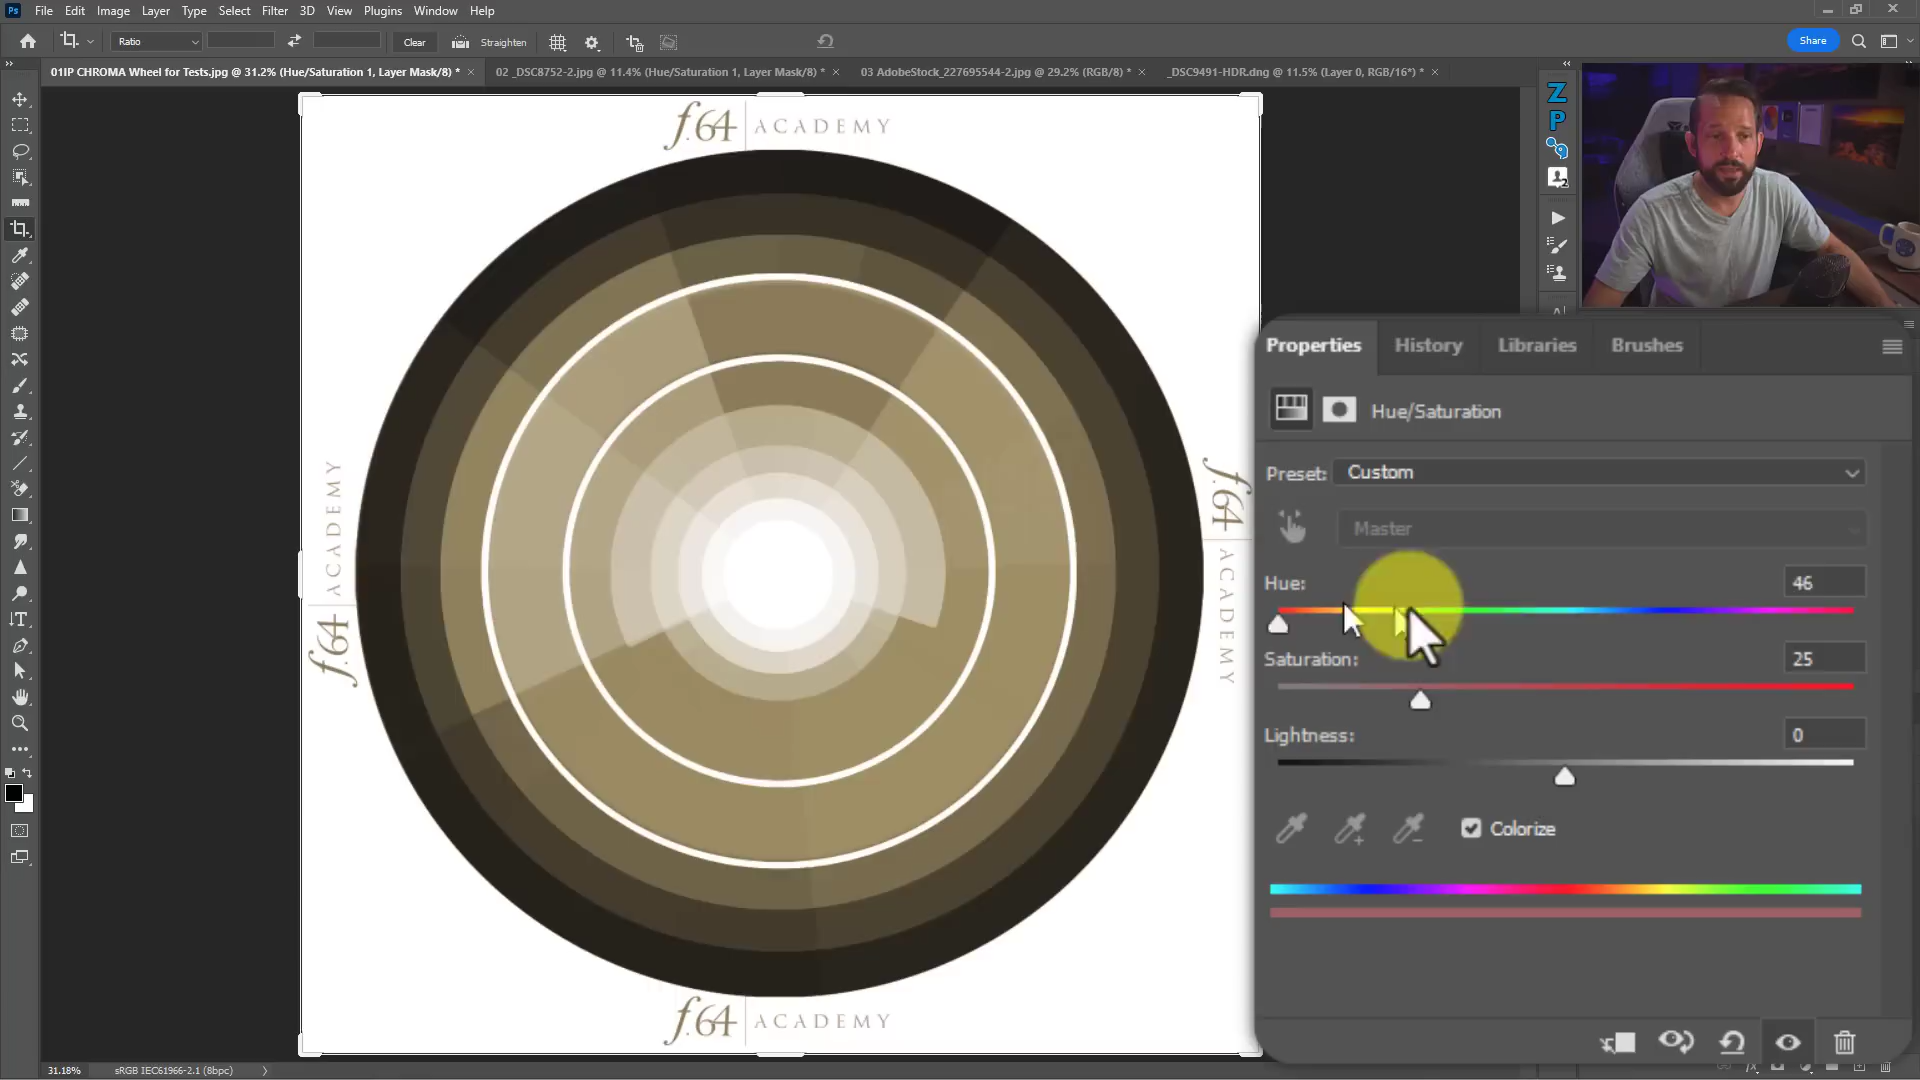 Ps File Edit Image Layer Type Select Filter 3D View Plugins Window Help
Ratio Clear Straighten Share
01IP CHROMA Wheel for Tests.jpg @ 31.2% (Hue/Saturation 1, Layer Mask/8) * 02 _DSC8752-2.jpg @ 11.4% (Hue/Saturation 1, Layer Mask/8) * 03 AdobeStock_227695544-2.jpg @ 29.2% (RGB/8) * _DSC9491-HDR.dng @ 11.5% (Layer 0, RGB/16*) *
Z
P
f.64 ACADEMY
f.64 ACADEMY
f.64 ACADEMY
f.64 ACADEMY
Properties History Libraries Brushes
Hue/Saturation
Preset: Custom
Master
Hue: 46
Saturation: 25
Lightness: 0
Colorize
31.18% sRGB IEC61966-2.1 (8bpc)